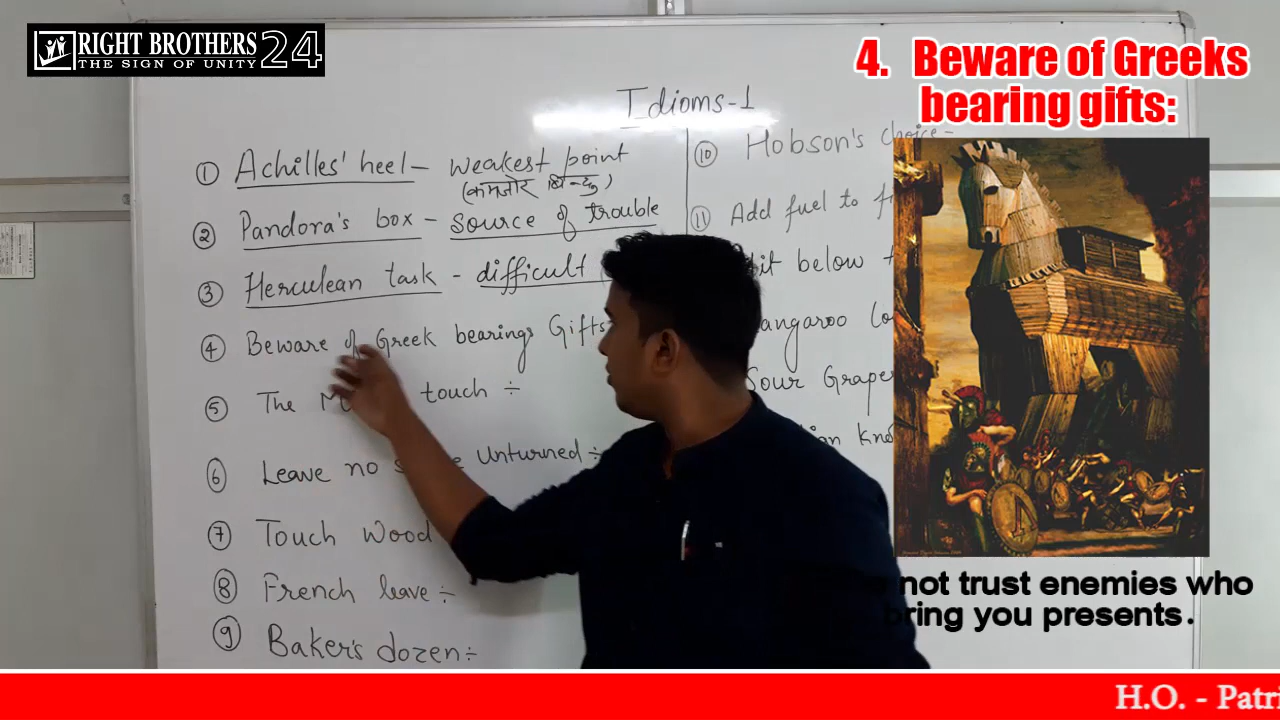 RIGHT BROTHERS 24
THE SIGN OF UNITY
4. Beware of Greeks
bearing gifts:
Idioms-1
① Achilles' heel - weakest point
② Pandora's box - source of trouble
③ Herculean task - difficult
④ Beware of Greek bearings Gifts
⑤ The touch ÷
⑥ Leave no unturned ÷
⑦ Touch Wood
⑧ French leave ÷
⑨ Baker's dozen ÷
⑩ Hobson's choice -
⑪ Add fuel to
below
Sour
not trust enemies who
bring you presents.
H.O. - Patri